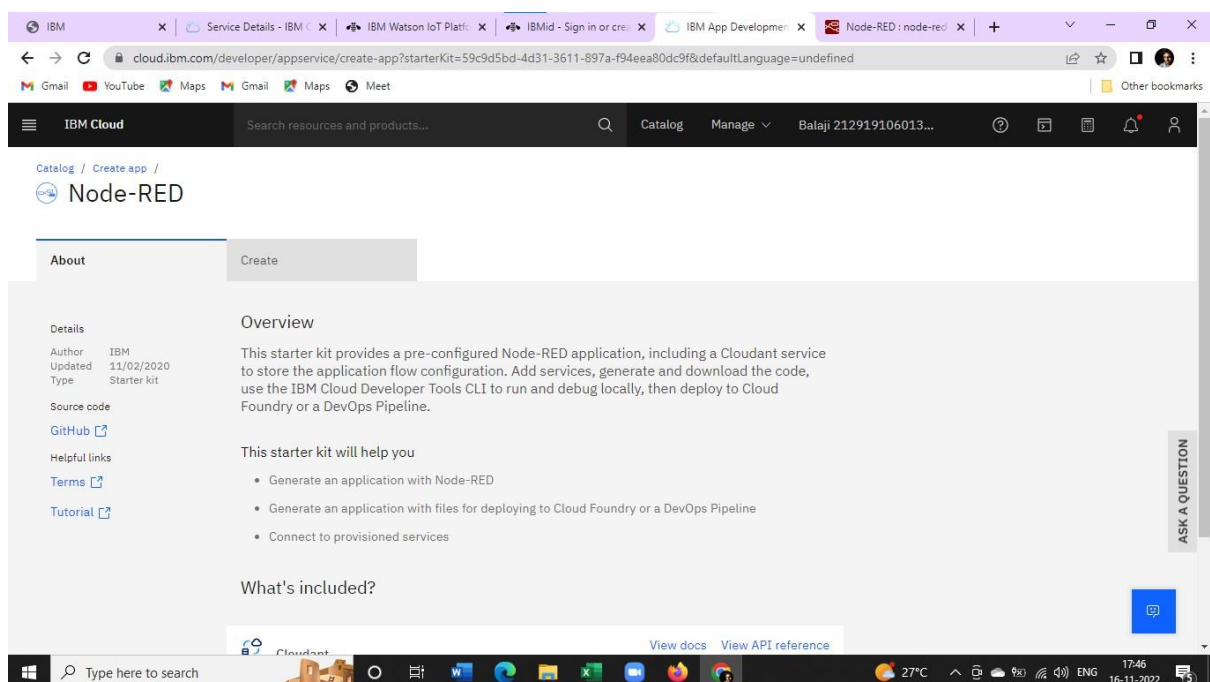 IBM
Service Details - IBM C
IBM Watson IoT Platfo
IBMid - Sign in or crea
IBM App Developmen
Node-RED : node-red
cloud.ibm.com/developer/appservice/create-app?starterKit=59c9d5bd-4d31-3611-897a-f94eea80dc9f&defaultLanguage=undefined
Gmail YouTube Maps Gmail Maps Meet Other bookmarks
IBM Cloud Search resources and products... Catalog Manage Balaji 212919106013...
Catalog / Create app /
Node-RED
About Create
Details
Author IBM
Updated 11/02/2020
Type Starter kit
Source code
GitHub
Helpful links
Terms
Tutorial
Overview
This starter kit provides a pre-configured Node-RED application, including a Cloudant service
to store the application flow configuration. Add services, generate and download the code,
use the IBM Cloud Developer Tools CLI to run and debug locally, then deploy to Cloud
Foundry or a DevOps Pipeline.
This starter kit will help you
• Generate an application with Node-RED
• Generate an application with files for deploying to Cloud Foundry or a DevOps Pipeline
• Connect to provisioned services
What's included?
Cloudant View docs View API reference
ASK A QUESTION
Type here to search 27°C ENG 17:46
16-11-2022 5